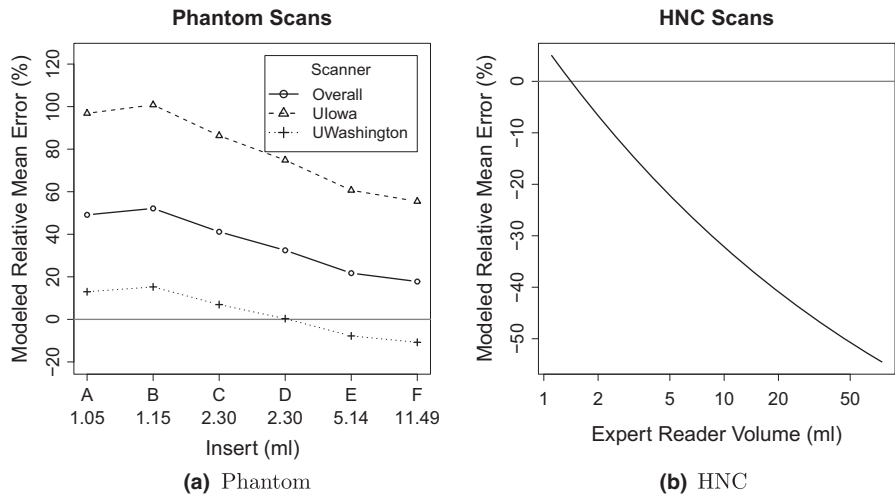 Phantom Scans
Modeled Relative Mean Error (%)
120
100
80
60
40
20
0
−20
Scanner
Overall
UIowa
UWashington
A B C D E F
1.05 1.15 2.30 2.30 5.14 11.49
Insert (ml)
(a) Phantom
HNC Scans
Modeled Relative Mean Error (%)
0
−10
−20
−30
−40
−50
1 2 5 10 20 50
Expert Reader Volume (ml)
(b) HNC